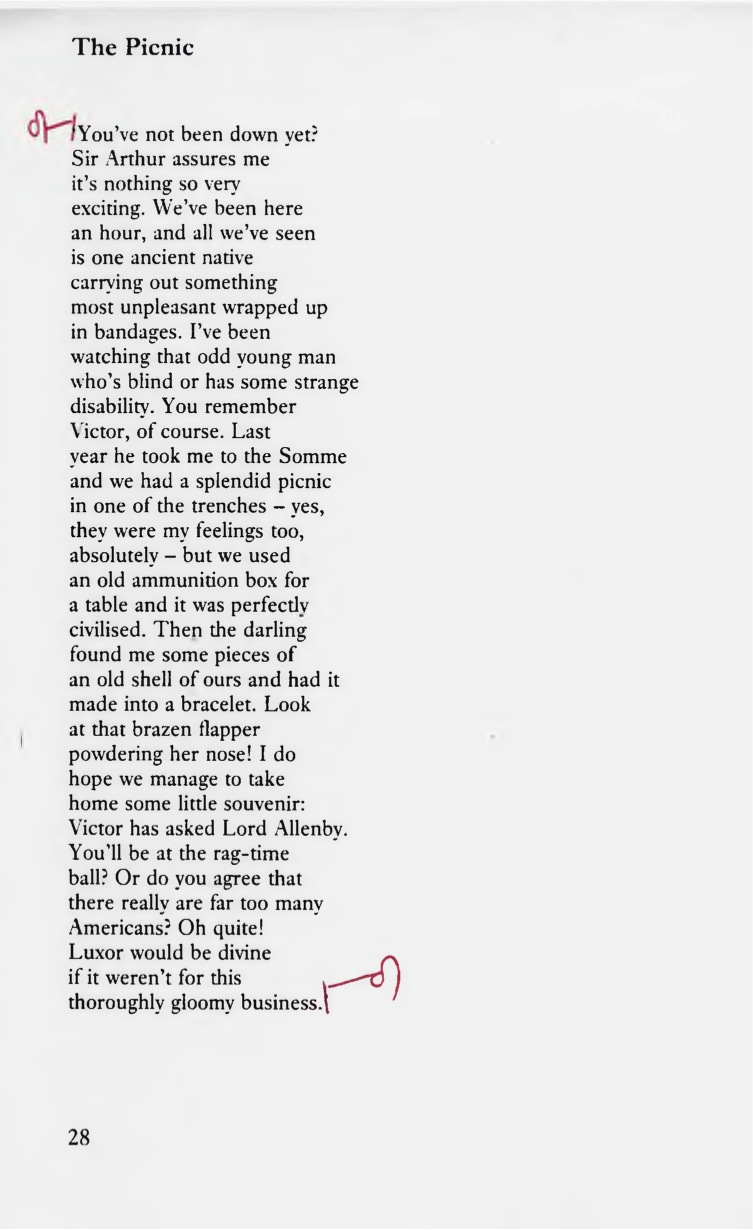 The Picnic
You've not been down yet?
Sir Arthur assures me
it's nothing so very
exciting. We've been here
an hour, and all we've seen
is one ancient native
carrying out something
most unpleasant wrapped up
in bandages. I've been
watching that odd young man
who's blind or has some strange
disability. You remember
Victor, of course. Last
year he took me to the Somme
and we had a splendid picnic
in one of the trenches – yes,
they were my feelings too,
absolutely – but we used
an old ammunition box for
a table and it was perfectly
civilised. Then the darling
found me some pieces of
an old shell of ours and had it
made into a bracelet. Look
at that brazen flapper
powdering her nose! I do
hope we manage to take
home some little souvenir:
Victor has asked Lord Allenby.
You'll be at the rag-time
ball? Or do you agree that
there really are far too many
Americans? Oh quite!
Luxor would be divine
if it weren't for this
thoroughly gloomy business.
28